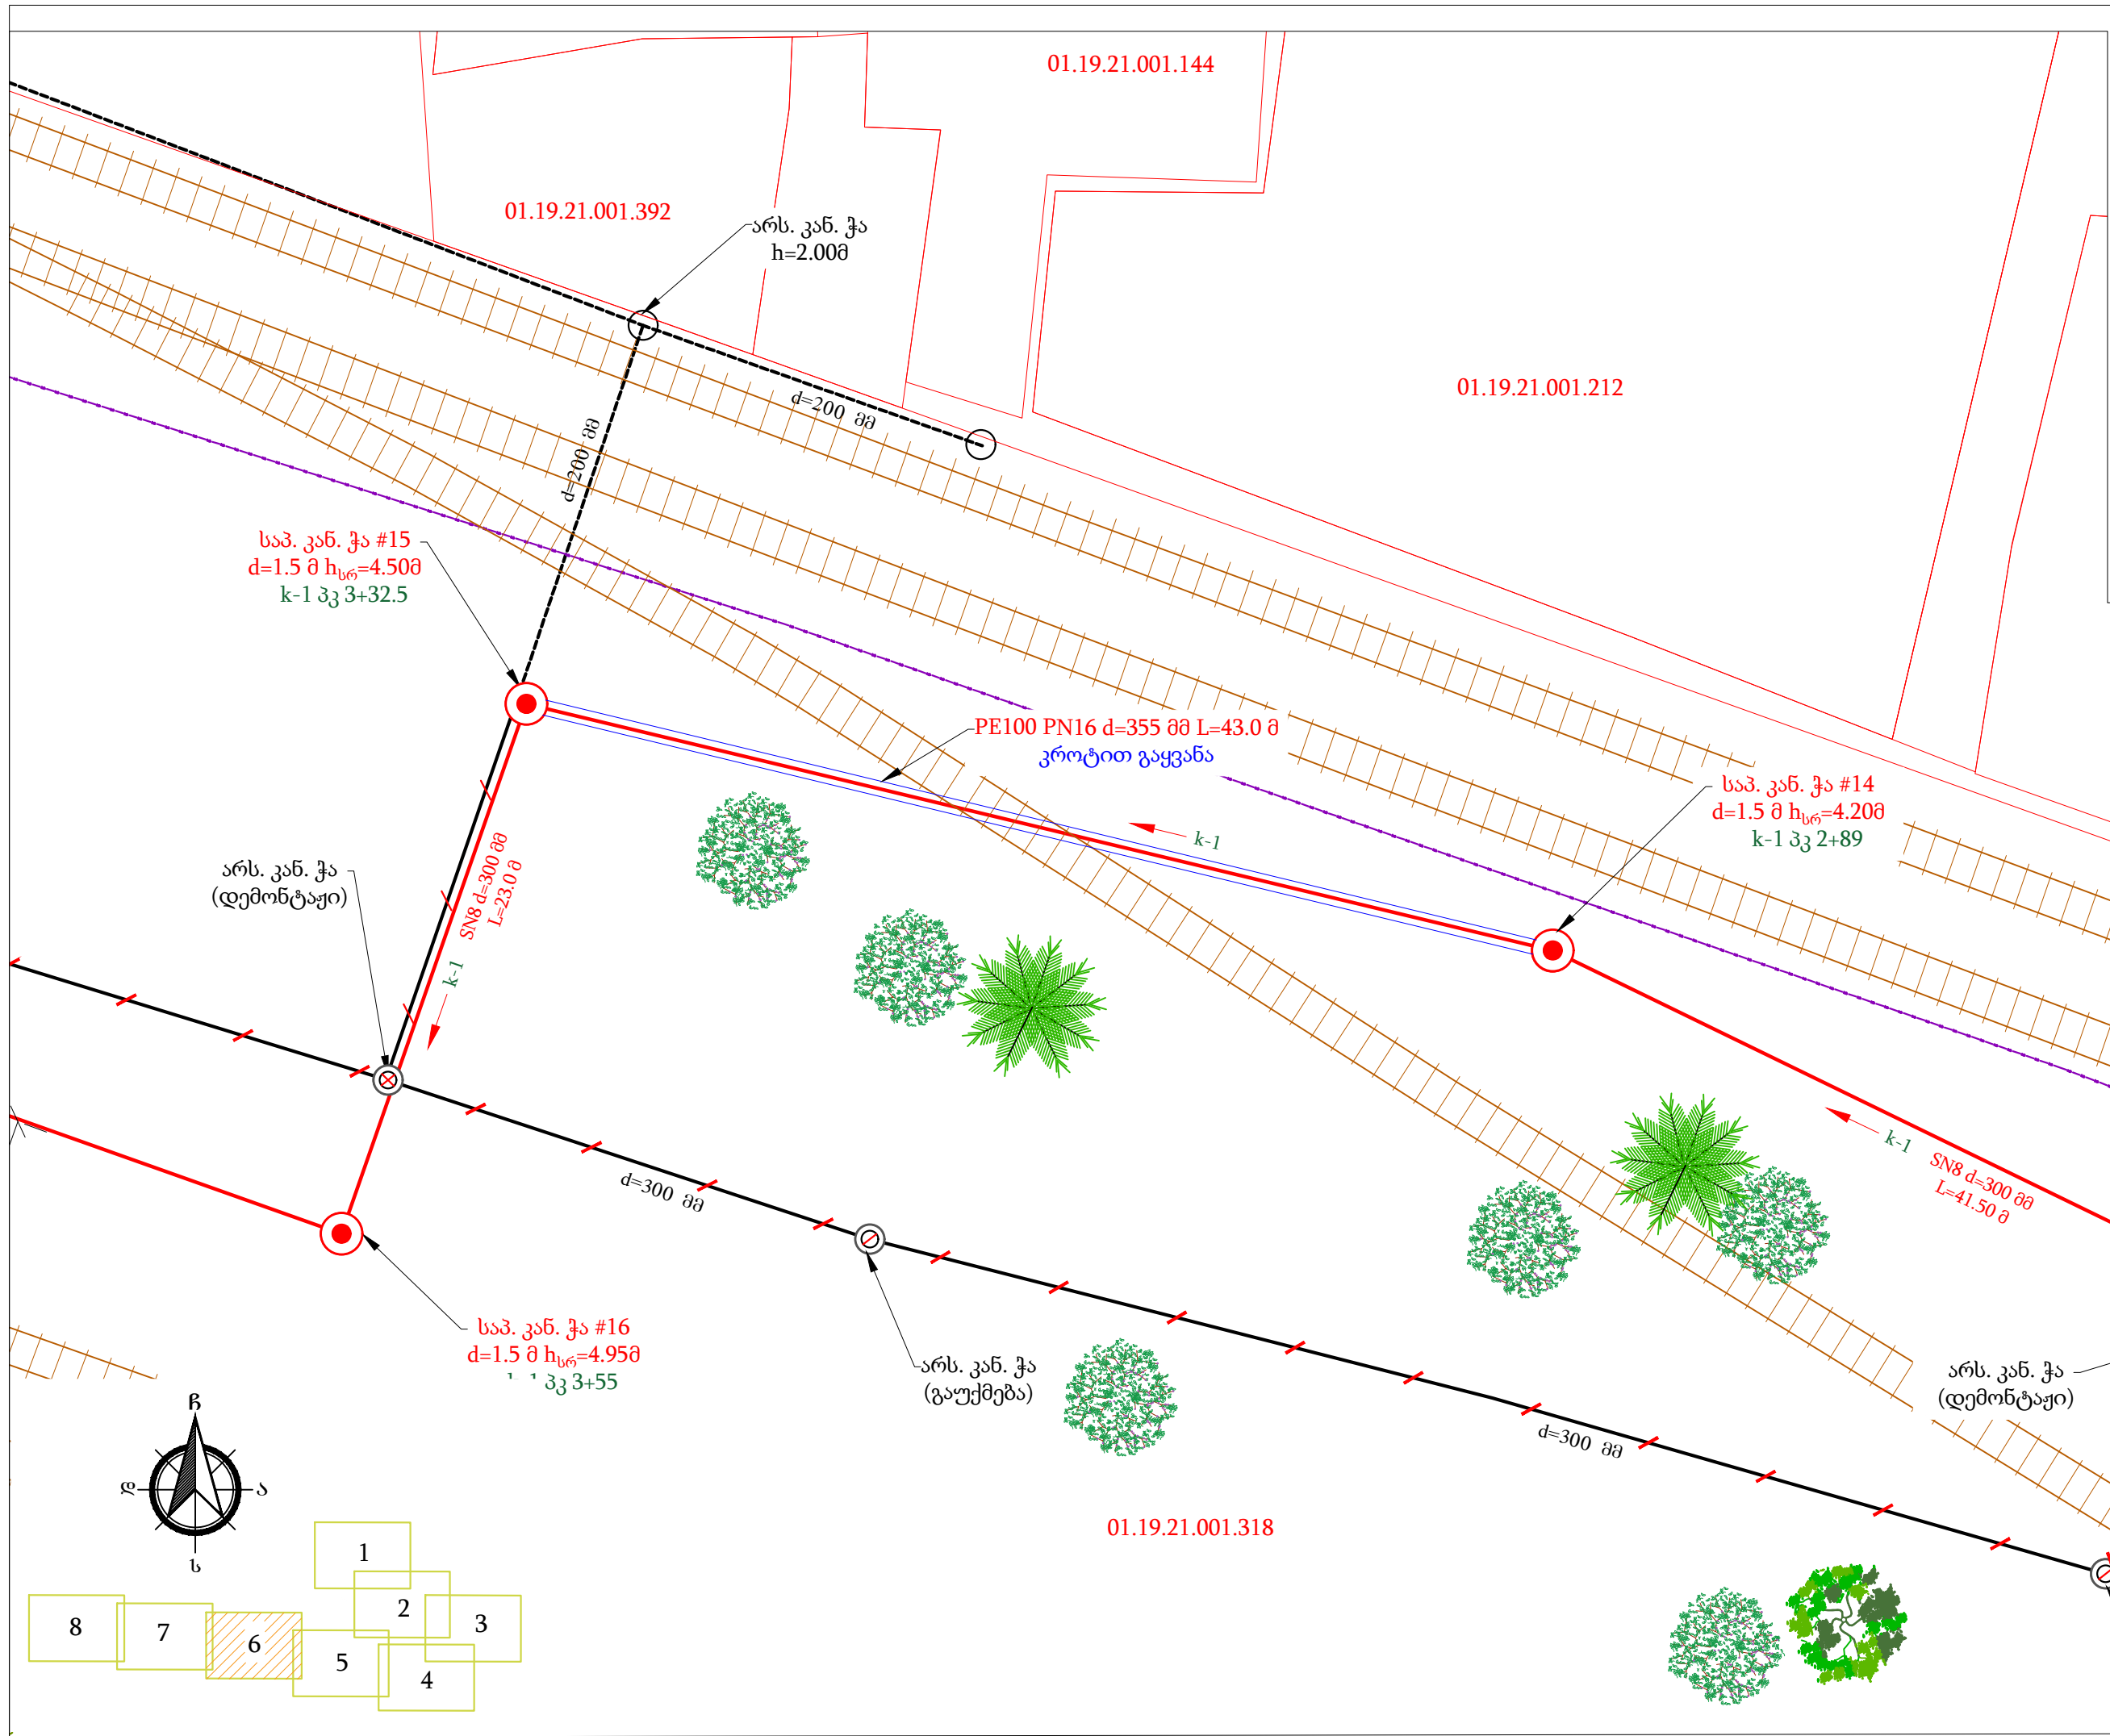 01.19.21.001.144
01.19.21.001.392
არს. კან. ჭა
h=2.00მ
01.19.21.001.212
d=200 მმ
d=200 მმ
საპ. კან. ჭა #15
d=1.5 მ hსრ=4.50მ
k-1 პკ 3+32.5
PE100 PN16 d=355 მმ L=43.0 მ
კროტით გაყვანა
საპ. კან. ჭა #14
d=1.5 მ hსრ=4.20მ
k-1 პკ 2+89
k-1
არს. კან. ჭა
(დემონტაჟი)
SN8 d=300 მმ
L=23.0 მ
k-1
k-1
SN8 d=300 მმ
L=41.50 მ
d=300 მმ
საპ. კან. ჭა #16
d=1.5 მ hსრ=4.95მ
პკ 3+55
არს. კან. ჭა
(გაუქმება)
არს. კან. ჭა
(დემონტაჟი)
d=300 მმ
01.19.21.001.318
ჩ
დ
ა
ს
1
2
3
8
7
6
5
4